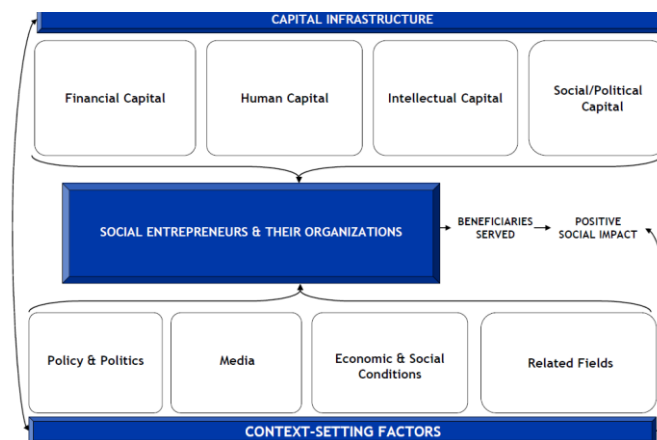 CAPITAL INFRASTRUCTURE
Financial Capital
Human Capital
Intellectual Capital
Social/Political
Capital
SOCIAL ENTREPRENEURS & THEIR ORGANIZATIONS
BENEFICIARIES
SERVED
POSITIVE
SOCIAL IMPACT
Policy & Politics
Media
Economic & Social
Conditions
Related Fields
CONTEXT-SETTING FACTORS